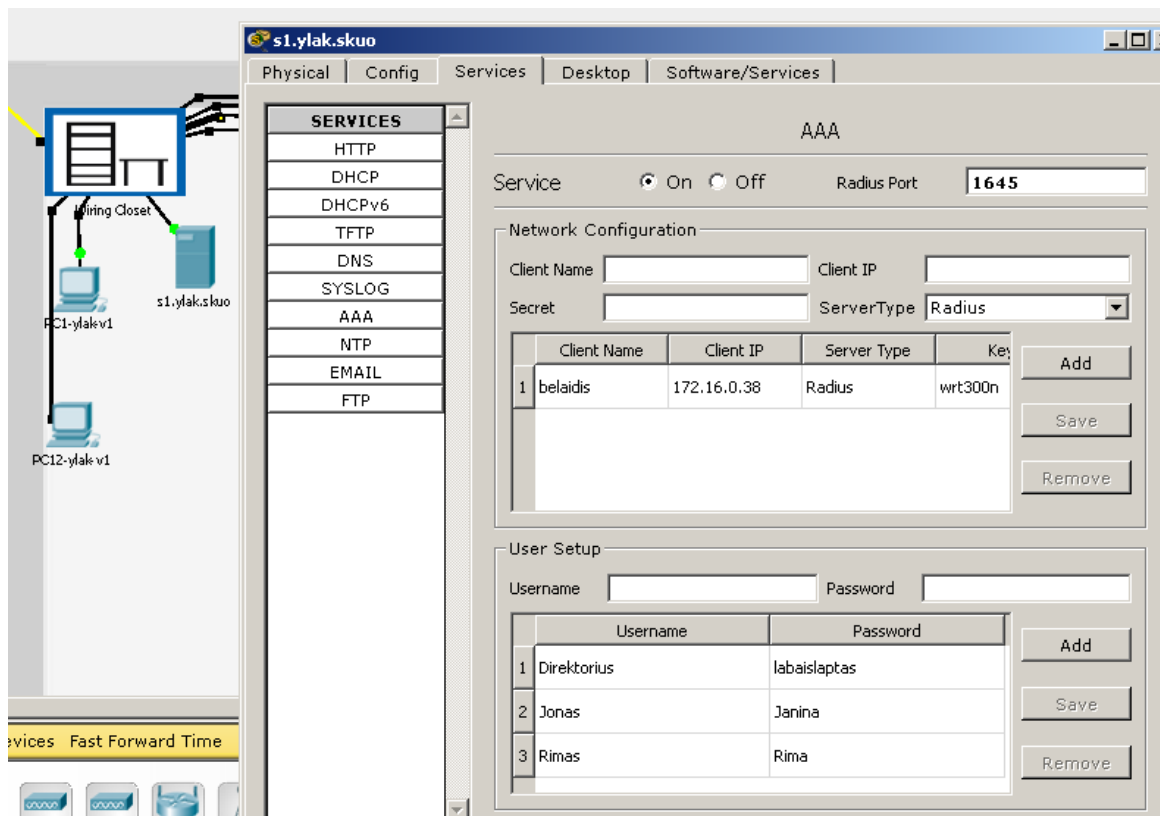 s1.ylak.skuo
Physical Config Services Desktop Software/Services
SERVICES
HTTP
DHCP
DHCPv6
TFTP
DNS
SYSLOG
AAA
NTP
EMAIL
FTP
AAA
Service On Off Radius Port 1645
Network Configuration
Client Name Client IP
Secret ServerType Radius
Client Name Client IP Server Type Key
1 belaidis 172.16.0.38 Radius wrt300n
Add
Save
Remove
User Setup
Username Password
Username Password
1 Direktorius labaislaptas
2 Jonas Janina
3 Rimas Rima
Add
Save
Remove
Wiring Closet
s1.ylak.skuo
PC1-ylak-v1
PC12-ylak-v1
evices Fast Forward Time